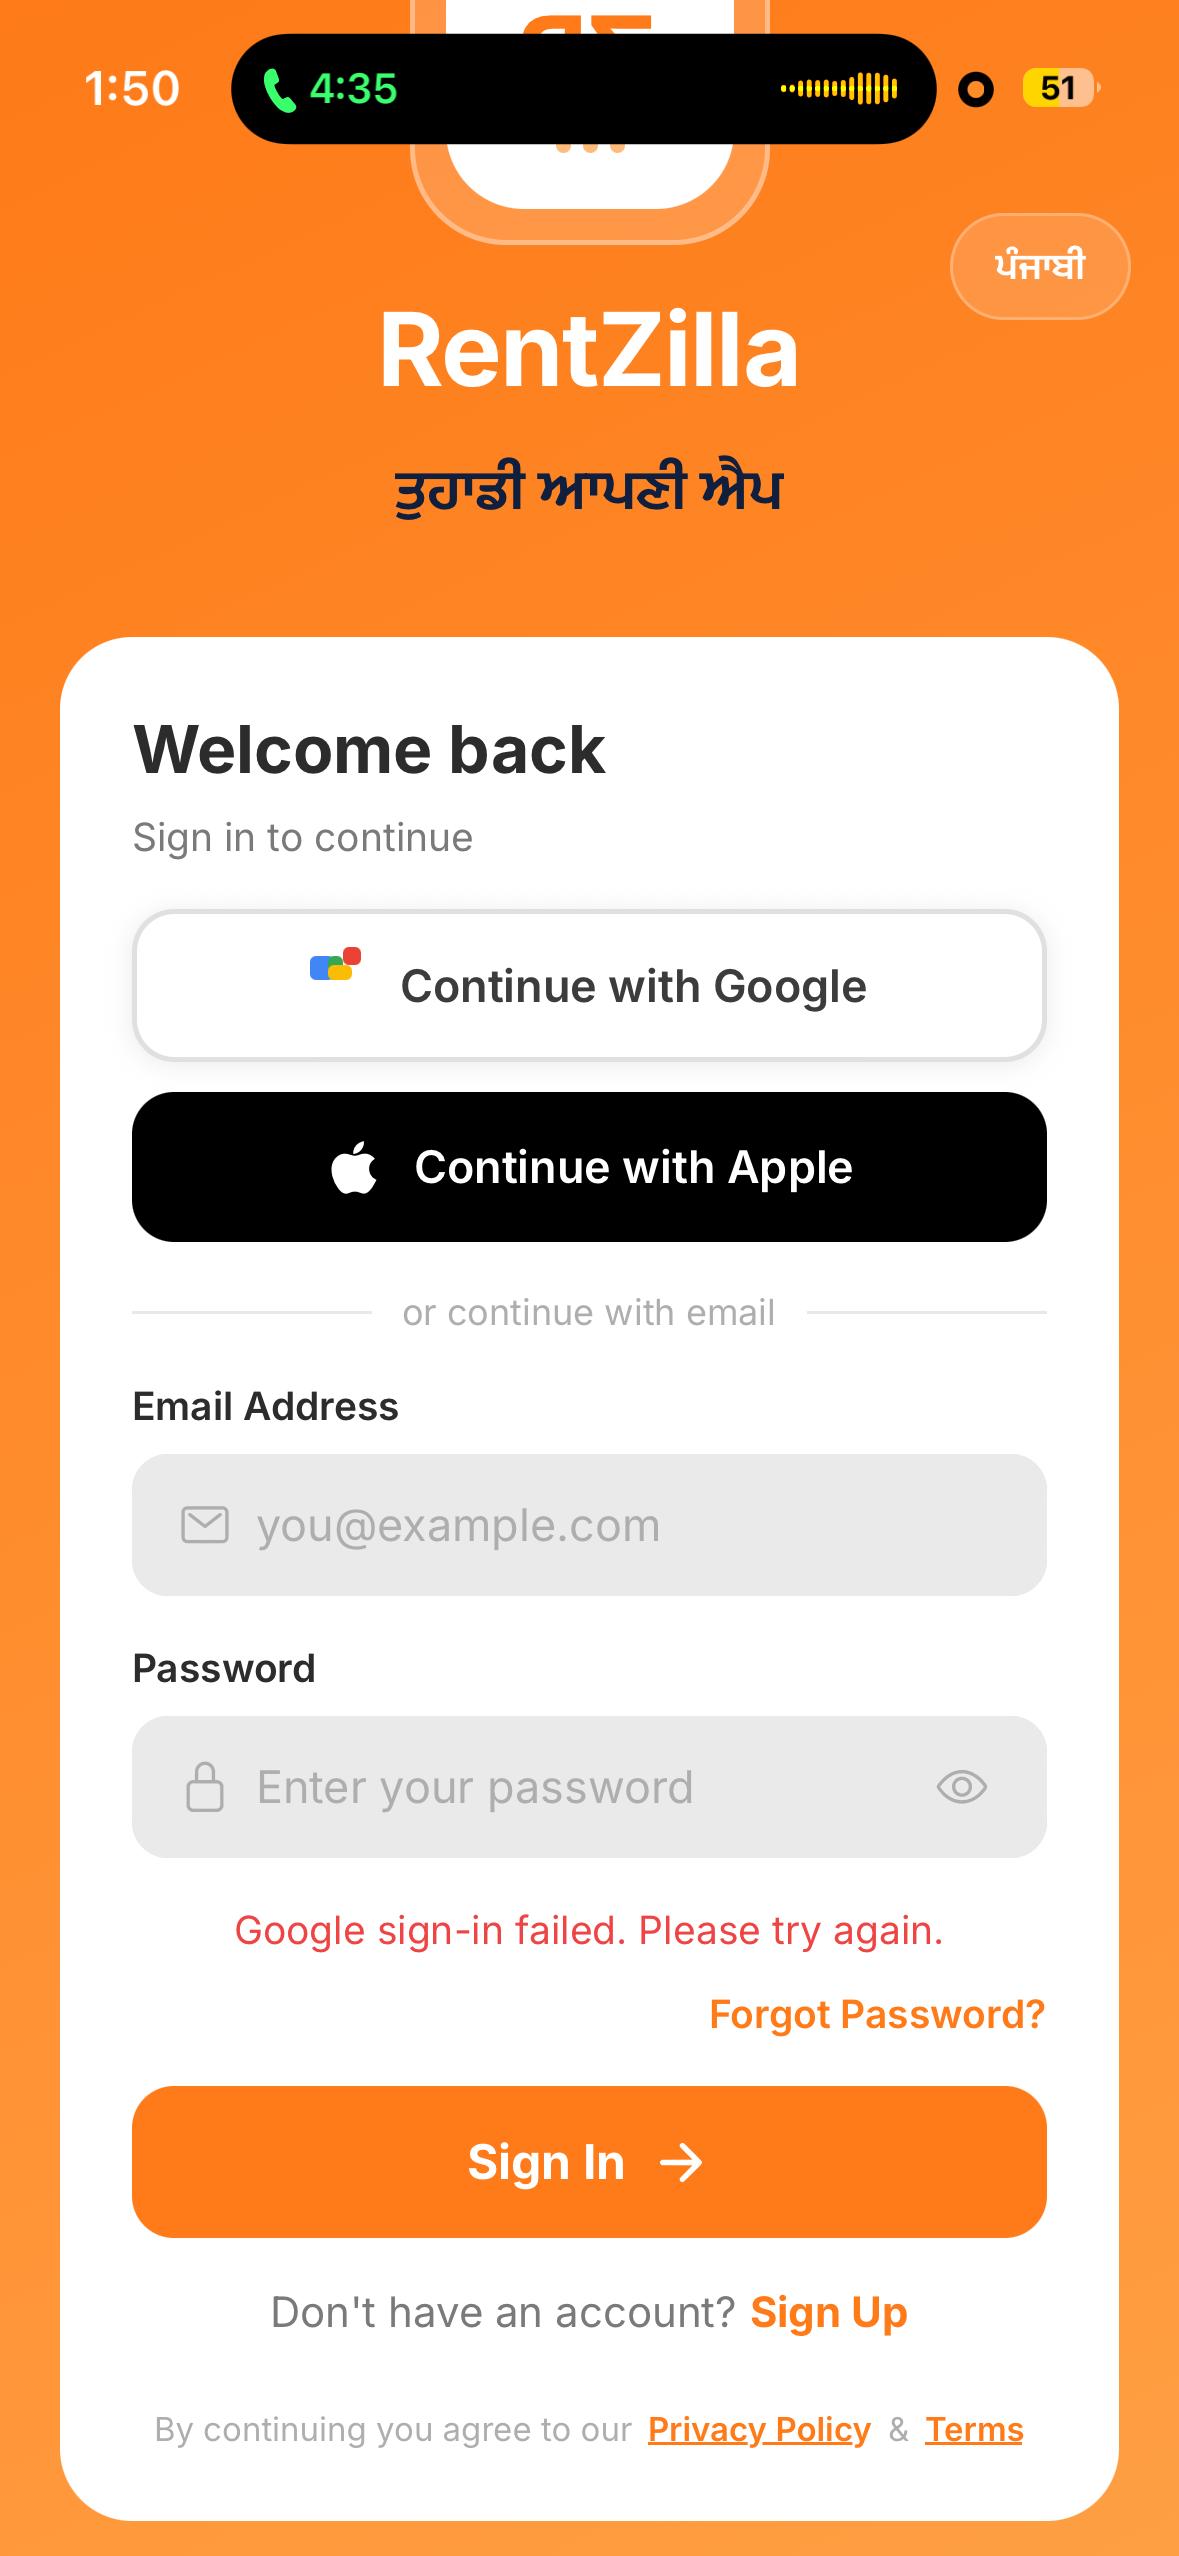 1:50
4:35
51
ਪੰਜਾਬੀ
RentZilla
ਤੁਹਾਡੀ ਆਪਣੀ ਐਪ
Welcome back
Sign in to continue
Continue with Google
Continue with Apple
or continue with email
Email Address
you@example.com
Password
Enter your password
Google sign-in failed. Please try again.
Forgot Password?
Sign In →
Don't have an account? Sign Up
By continuing you agree to our Privacy Policy & Terms